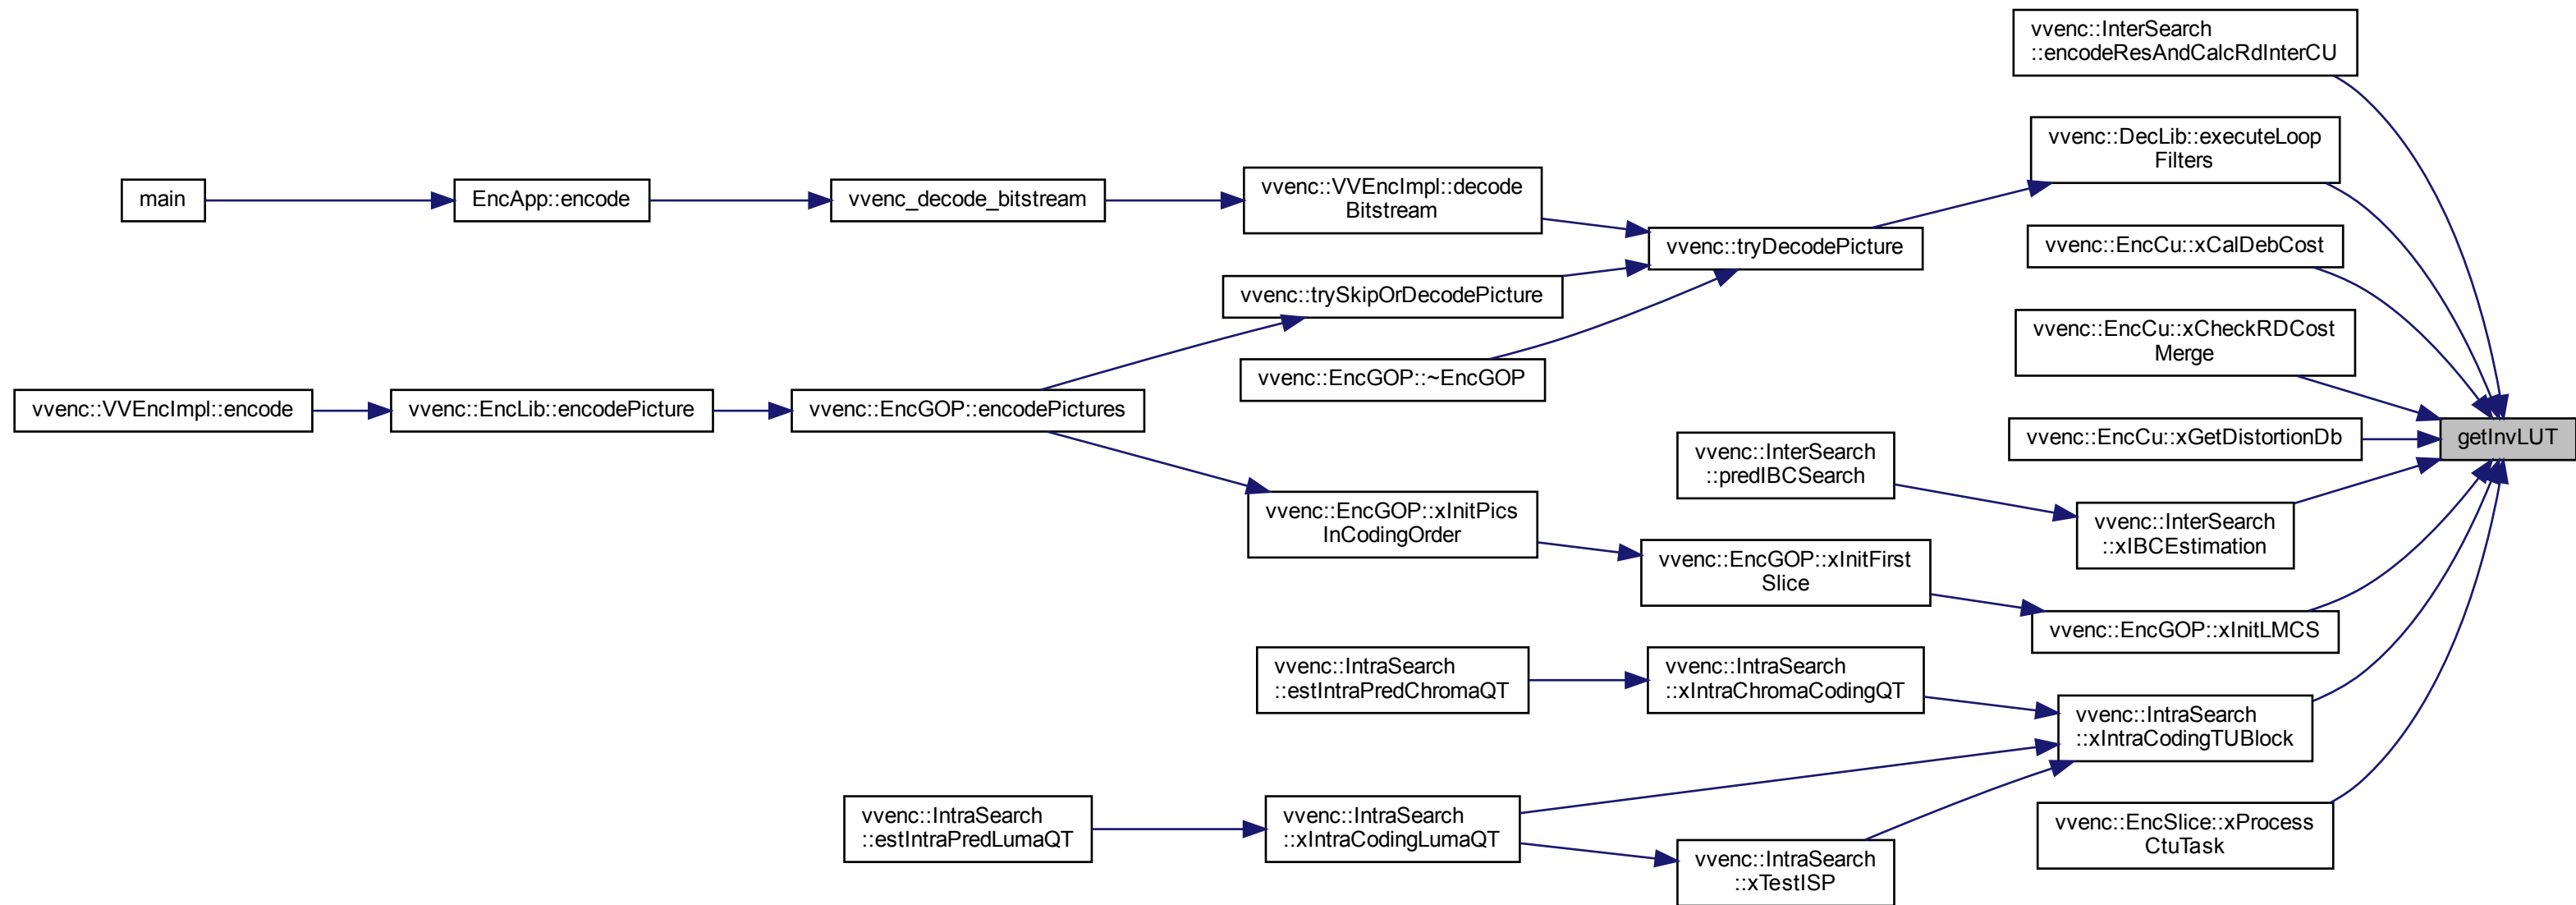 vvenc::InterSearch
::encodeResAndCalcRdInterCU
vvenc::DecLib::executeLoop
Filters
main
EncApp::encode
vvenc_decode_bitstream
vvenc::VVEncImpl::decode
Bitstream
vvenc::tryDecodePicture
vvenc::EncCu::xCalDebCost
vvenc::trySkipOrDecodePicture
vvenc::EncCu::xCheckRDCost
Merge
vvenc::EncGOP::~EncGOP
vvenc::VVEncImpl::encode
vvenc::EncLib::encodePicture
vvenc::EncGOP::encodePictures
vvenc::EncCu::xGetDistortionDb
getInvLUT
vvenc::InterSearch
::predIBCSearch
vvenc::EncGOP::xInitPics
InCodingOrder
vvenc::InterSearch
::xIBCEstimation
vvenc::EncGOP::xInitFirst
Slice
vvenc::EncGOP::xInitLMCS
vvenc::IntraSearch
::estIntraPredChromaQT
vvenc::IntraSearch
::xIntraChromaCodingQT
vvenc::IntraSearch
::xIntraCodingTUBlock
vvenc::IntraSearch
::estIntraPredLumaQT
vvenc::IntraSearch
::xIntraCodingLumaQT
vvenc::EncSlice::xProcess
CtuTask
vvenc::IntraSearch
::xTestISP